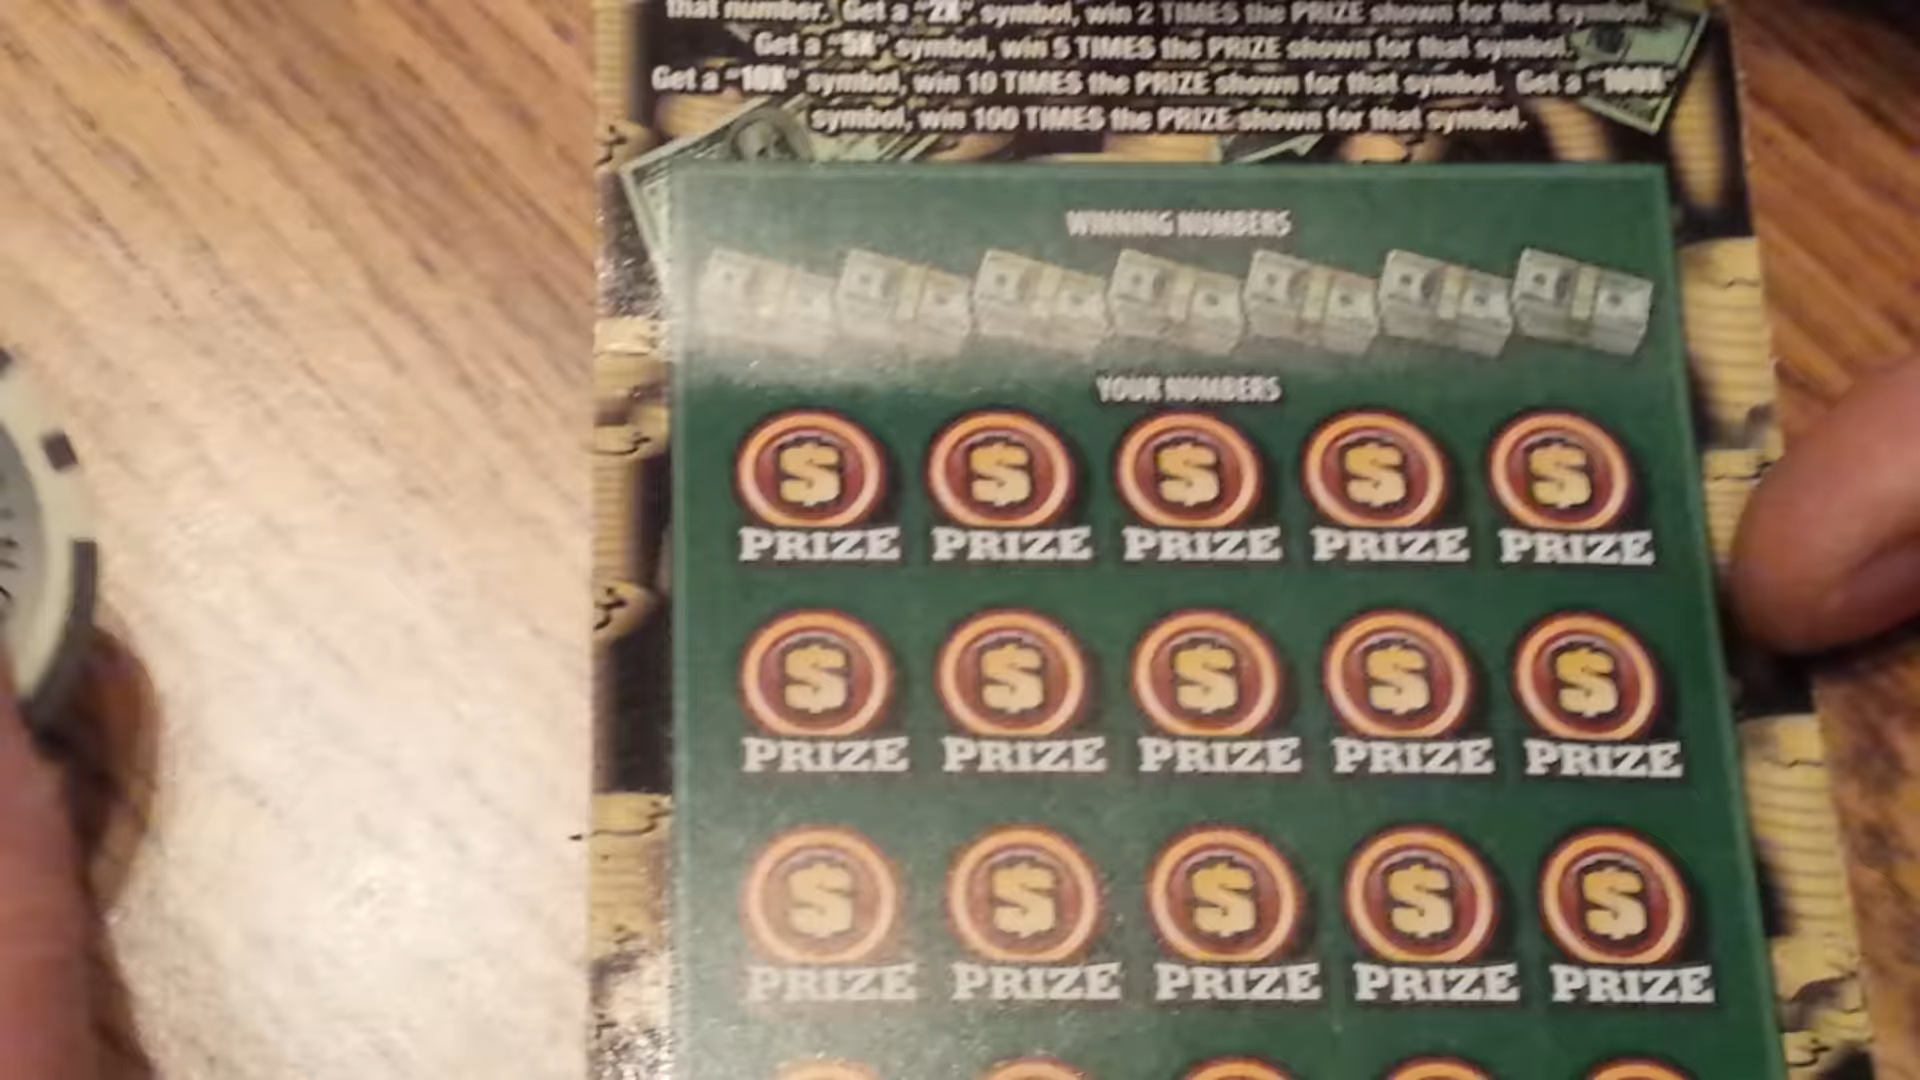 that number. Get a "2X" symbol, win 2 TIMES the PRIZE shown for that symbol.
Get a "5X" symbol, win 5 TIMES the PRIZE shown for that symbol.
Get a "10X" symbol, win 10 TIMES the PRIZE shown for that symbol. Get a "100X"
symbol, win 100 TIMES the PRIZE shown for that symbol.
WINNING NUMBERS
YOUR NUMBERS
$ $ $ $ $
PRIZE PRIZE PRIZE PRIZE PRIZE
$ $ $ $ $
PRIZE PRIZE PRIZE PRIZE PRIZE
$ $ $ $ $
PRIZE PRIZE PRIZE PRIZE PRIZE